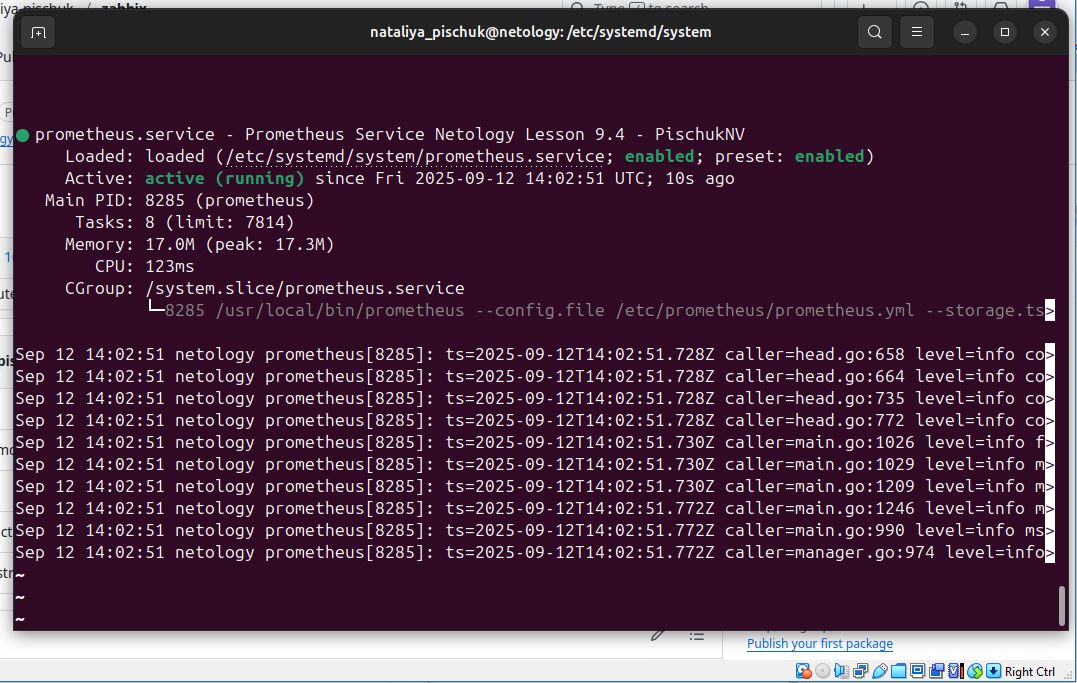 zabbix
Type / to search
nataliya_pischuk@netology: /etc/systemd/system
● prometheus.service - Prometheus Service Netology Lesson 9.4 - PischukNV
Loaded: loaded (/etc/systemd/system/prometheus.service; enabled; preset: enabled)
Active: active (running) since Fri 2025-09-12 14:02:51 UTC; 10s ago
Main PID: 8285 (prometheus)
Tasks: 8 (limit: 7814)
Memory: 17.0M (peak: 17.3M)
CPU: 123ms
CGroup: /system.slice/prometheus.service
└─8285 /usr/local/bin/prometheus --config.file /etc/prometheus/prometheus.yml --storage.ts>
Sep 12 14:02:51 netology prometheus[8285]: ts=2025-09-12T14:02:51.728Z caller=head.go:658 level=info co>
Sep 12 14:02:51 netology prometheus[8285]: ts=2025-09-12T14:02:51.728Z caller=head.go:664 level=info co>
Sep 12 14:02:51 netology prometheus[8285]: ts=2025-09-12T14:02:51.728Z caller=head.go:735 level=info co>
Sep 12 14:02:51 netology prometheus[8285]: ts=2025-09-12T14:02:51.728Z caller=head.go:772 level=info co>
Sep 12 14:02:51 netology prometheus[8285]: ts=2025-09-12T14:02:51.730Z caller=main.go:1026 level=info f>
Sep 12 14:02:51 netology prometheus[8285]: ts=2025-09-12T14:02:51.730Z caller=main.go:1029 level=info m>
Sep 12 14:02:51 netology prometheus[8285]: ts=2025-09-12T14:02:51.730Z caller=main.go:1209 level=info m>
Sep 12 14:02:51 netology prometheus[8285]: ts=2025-09-12T14:02:51.772Z caller=main.go:1246 level=info m>
Sep 12 14:02:51 netology prometheus[8285]: ts=2025-09-12T14:02:51.772Z caller=main.go:990 level=info ms>
Sep 12 14:02:51 netology prometheus[8285]: ts=2025-09-12T14:02:51.772Z caller=manager.go:974 level=info>
~
~
~
Publish your first package
Right Ctrl